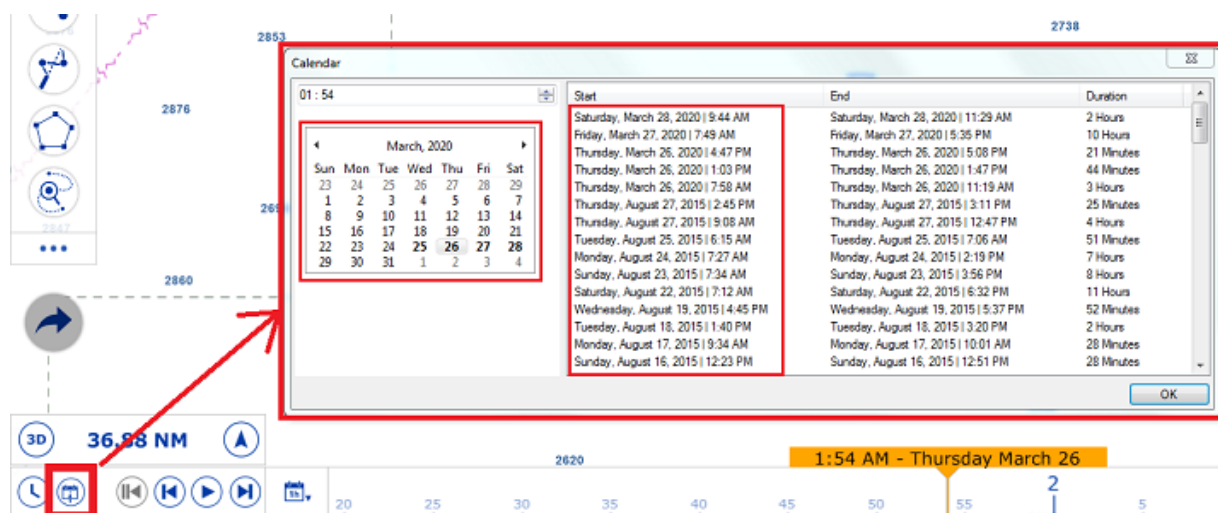 2738
2853
Calendar
01 : 54
Start End Duration
Saturday, March 28, 2020 | 9:44 AM Saturday, March 28, 2020 | 11:29 AM 2 Hours
Friday, March 27, 2020 | 7:49 AM Friday, March 27, 2020 | 5:35 PM 10 Hours
Thursday, March 26, 2020 | 4:47 PM Thursday, March 26, 2020 | 5:08 PM 21 Minutes
Thursday, March 26, 2020 | 1:03 PM Thursday, March 26, 2020 | 1:47 PM 44 Minutes
Thursday, March 26, 2020 | 7:58 AM Thursday, March 26, 2020 | 11:19 AM 3 Hours
Thursday, August 27, 2015 | 2:45 PM Thursday, August 27, 2015 | 3:11 PM 25 Minutes
Thursday, August 27, 2015 | 9:08 AM Thursday, August 27, 2015 | 12:47 PM 4 Hours
Tuesday, August 25, 2015 | 6:15 AM Tuesday, August 25, 2015 | 7:06 AM 51 Minutes
Monday, August 24, 2015 | 7:27 AM Monday, August 24, 2015 | 2:19 PM 7 Hours
Sunday, August 23, 2015 | 7:34 AM Sunday, August 23, 2015 | 3:56 PM 8 Hours
Saturday, August 22, 2015 | 7:12 AM Saturday, August 22, 2015 | 6:32 PM 11 Hours
Wednesday, August 19, 2015 | 4:45 PM Wednesday, August 19, 2015 | 5:37 PM 52 Minutes
Tuesday, August 18, 2015 | 1:40 PM Tuesday, August 18, 2015 | 3:20 PM 2 Hours
Monday, August 17, 2015 | 9:34 AM Monday, August 17, 2015 | 10:01 AM 28 Minutes
Sunday, August 16, 2015 | 12:23 PM Sunday, August 16, 2015 | 12:51 PM 28 Minutes
March, 2020
Sun Mon Tue Wed Thu Fri Sat
23 24 25 26 27 28 29
1 2 3 4 5 6 7
8 9 10 11 12 13 14
15 16 17 18 19 20 21
22 23 24 25 26 27 28
29 30 31 1 2 3 4
OK
2876
2847
2860
3D 36.88 NM
2620
1:54 AM - Thursday March 26
2
20 25 30 35 40 45 50 55 5